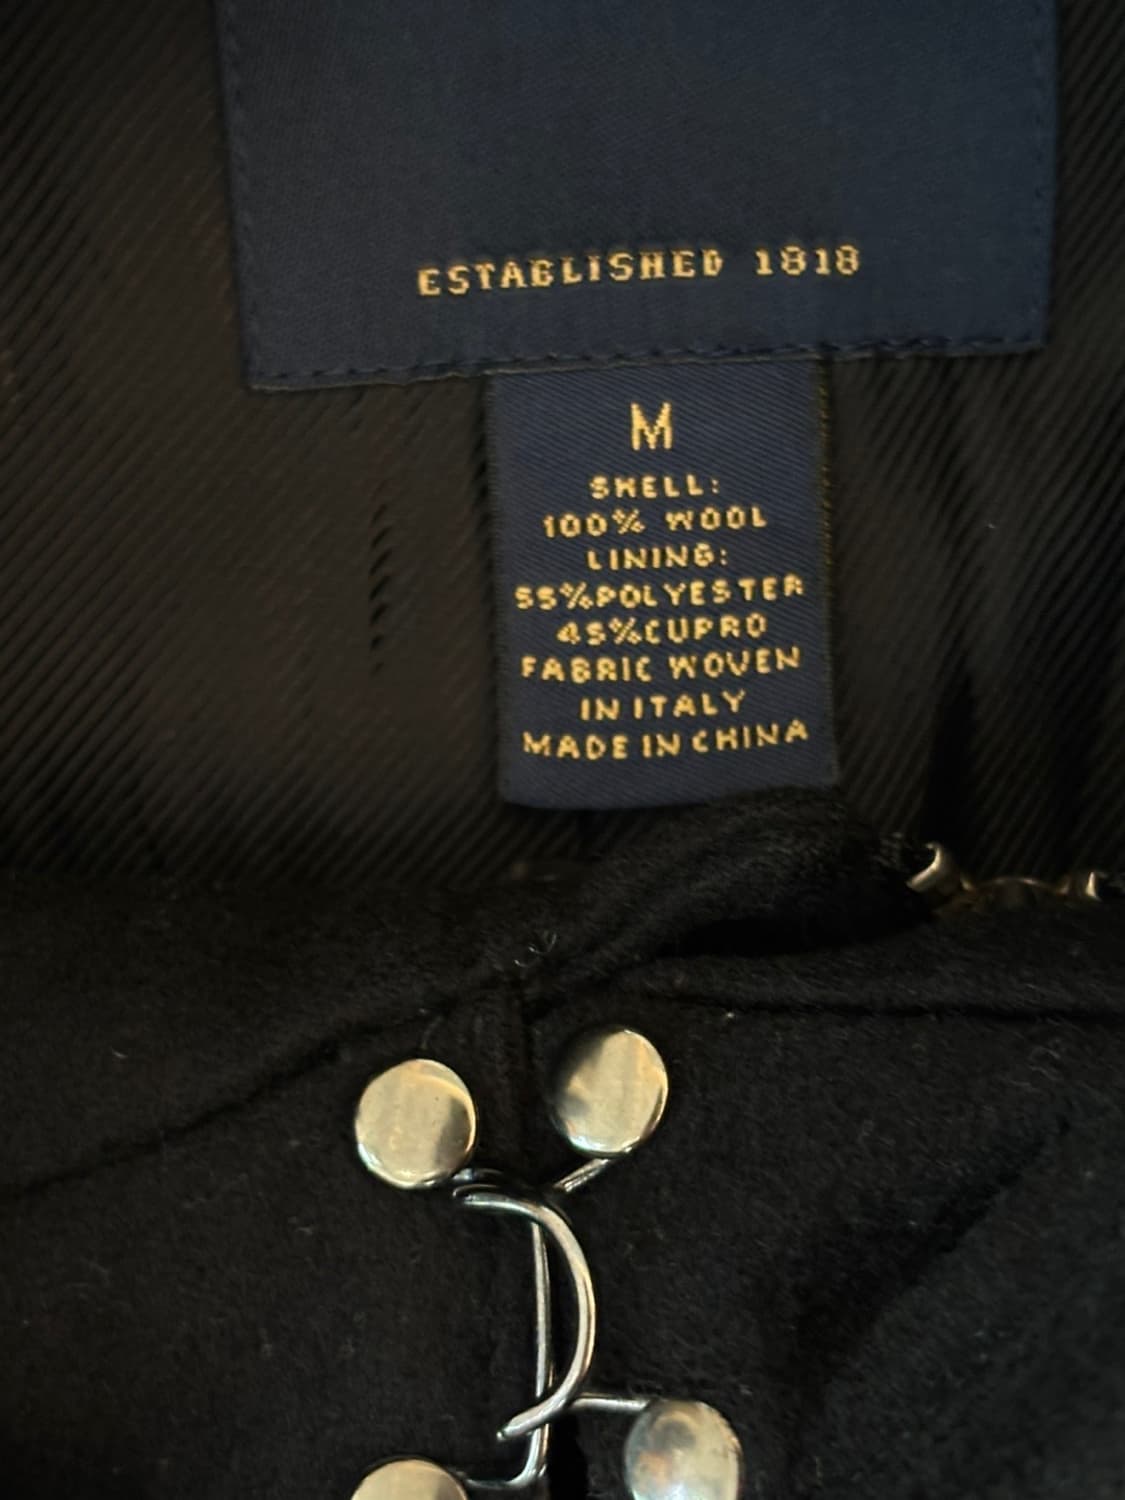 ESTABLISHED 1818
M
SHELL:
100% WOOL
LINING:
55%POLYESTER
45%CUPRO
FABRIC WOVEN
IN ITALY
MADE IN CHINA